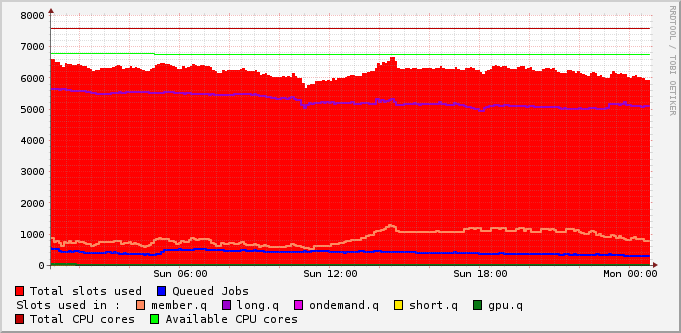 8000
7000
6000
5000
4000
3000
2000
1000
0
Sun 06:00 Sun 12:00 Sun 18:00 Mon 00:00
RRDTOOL / TOBI OETIKER
Total slots used Queued Jobs
Slots used in : member.q long.q ondemand.q short.q gpu.q
Total CPU cores Available CPU cores